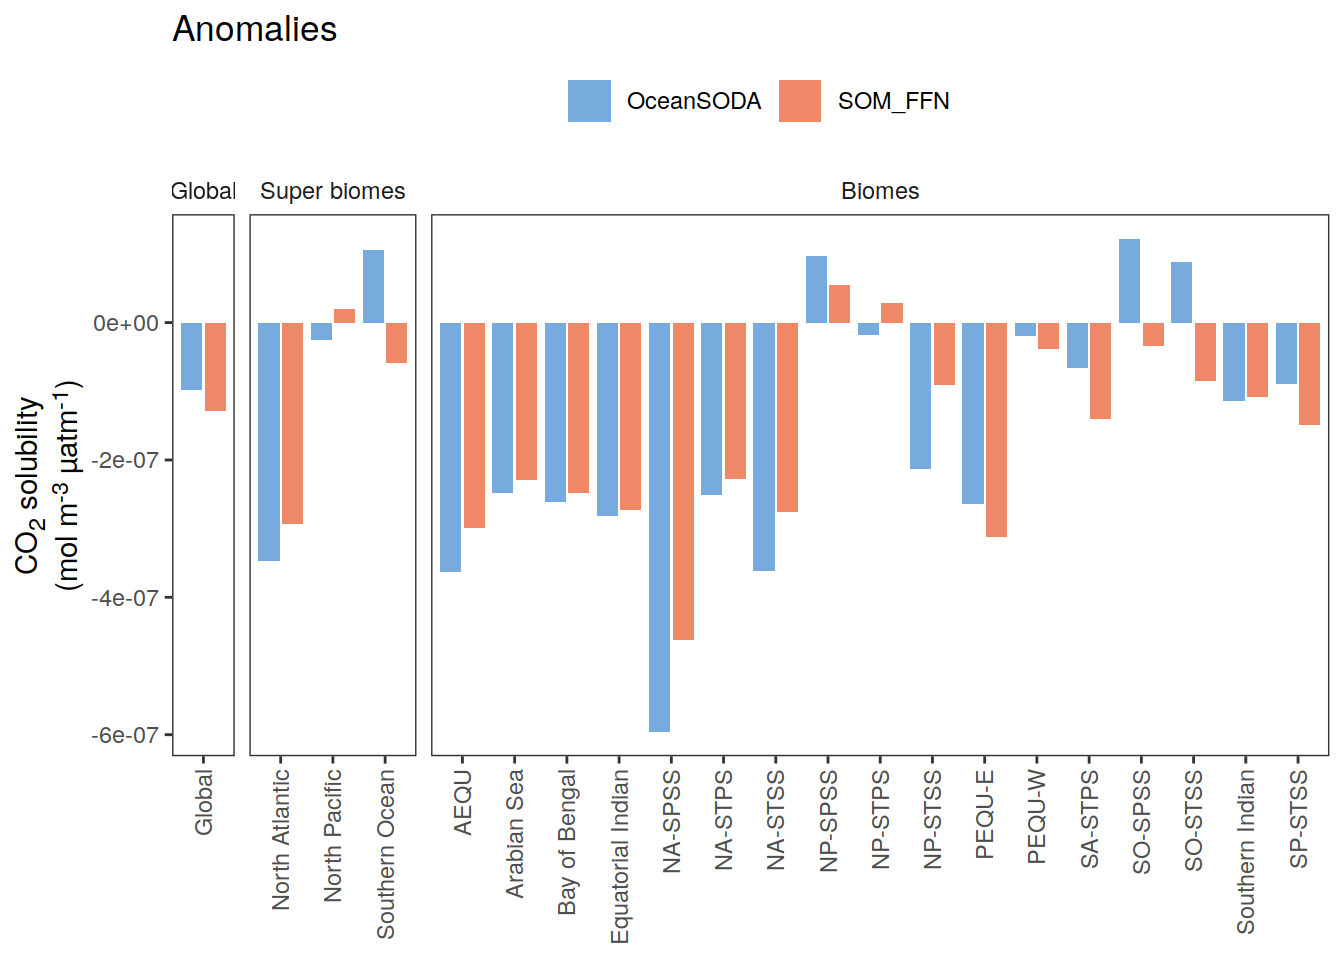 Anomalies
OceanSODA
SOM_FFN
Global
Super biomes
Biomes
CO2 solubility
(mol m-3 µatm-1)
0e+00
-2e-07
-4e-07
-6e-07
Global
North Atlantic
North Pacific
Southern Ocean
AEQU
Arabian Sea
Bay of Bengal
Equatorial Indian
NA-SPSS
NA-STPS
NA-STSS
NP-SPSS
NP-STPS
NP-STSS
PEQU-E
PEQU-W
SA-STPS
SO-SPSS
SO-STSS
Southern Indian
SP-STSS